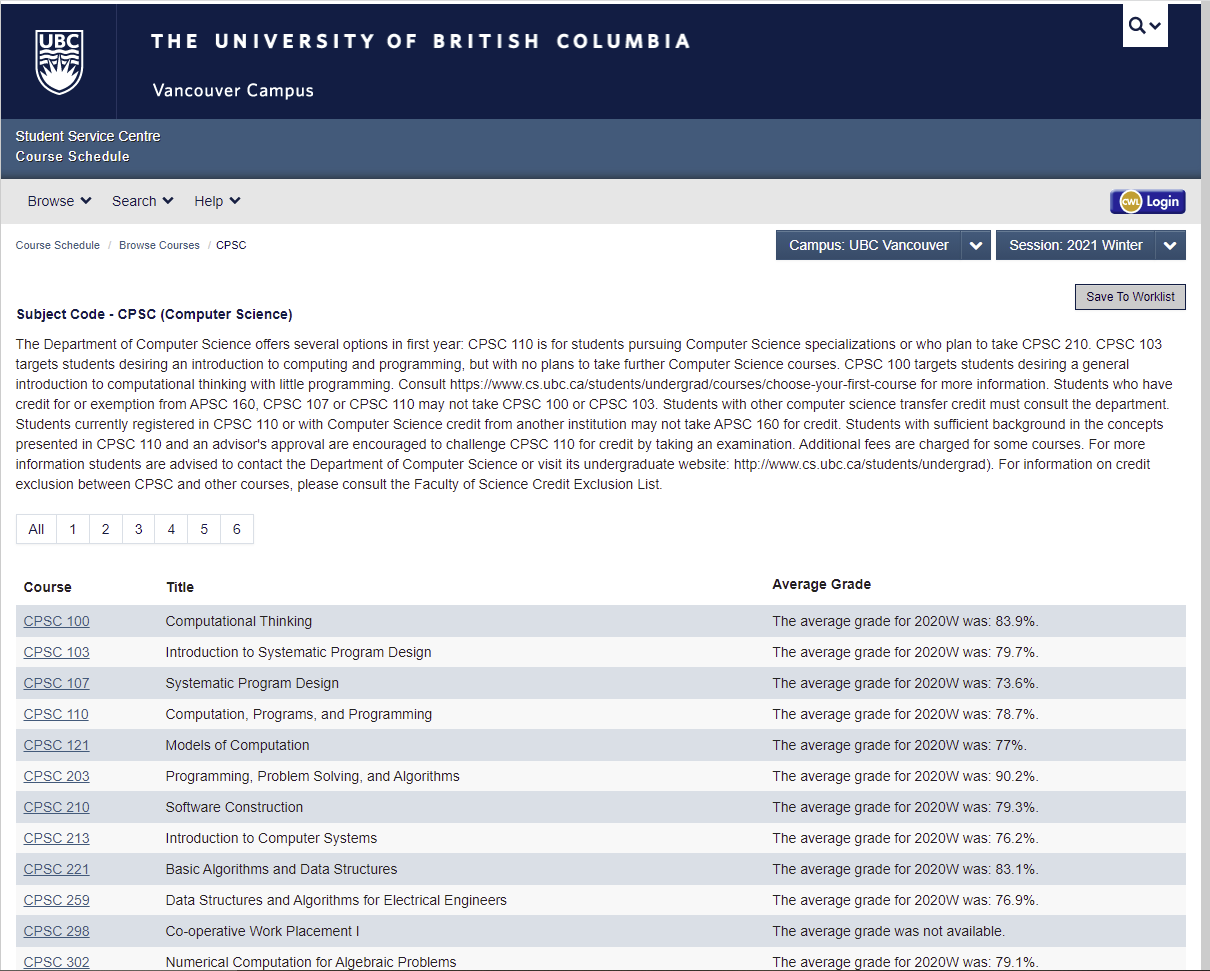 UBC
THE UNIVERSITY OF BRITISH COLUMBIA
Vancouver Campus
Student Service Centre
Course Schedule
Browse Search Help CWL Login
Course Schedule / Browse Courses / CPSC Campus: UBC Vancouver Session: 2021 Winter
Save To Worklist
Subject Code - CPSC (Computer Science)
The Department of Computer Science offers several options in first year: CPSC 110 is for students pursuing Computer Science specializations or who plan to take CPSC 210. CPSC 103
targets students desiring an introduction to computing and programming, but with no plans to take further Computer Science courses. CPSC 100 targets students desiring a general
introduction to computational thinking with little programming. Consult https://www.cs.ubc.ca/students/undergrad/courses/choose-your-first-course for more information. Students who have
credit for or exemption from APSC 160, CPSC 107 or CPSC 110 may not take CPSC 100 or CPSC 103. Students with other computer science transfer credit must consult the department.
Students currently registered in CPSC 110 or with Computer Science credit from another institution may not take APSC 160 for credit. Students with sufficient background in the concepts
presented in CPSC 110 and an advisor's approval are encouraged to challenge CPSC 110 for credit by taking an examination. Additional fees are charged for some courses. For more
information students are advised to contact the Department of Computer Science or visit its undergraduate website: http://www.cs.ubc.ca/students/undergrad). For information on credit
exclusion between CPSC and other courses, please consult the Faculty of Science Credit Exclusion List.
All 1 2 3 4 5 6
Course Title Average Grade
CPSC 100 Computational Thinking The average grade for 2020W was: 83.9%.
CPSC 103 Introduction to Systematic Program Design The average grade for 2020W was: 79.7%.
CPSC 107 Systematic Program Design The average grade for 2020W was: 73.6%.
CPSC 110 Computation, Programs, and Programming The average grade for 2020W was: 78.7%.
CPSC 121 Models of Computation The average grade for 2020W was: 77%.
CPSC 203 Programming, Problem Solving, and Algorithms The average grade for 2020W was: 90.2%.
CPSC 210 Software Construction The average grade for 2020W was: 79.3%.
CPSC 213 Introduction to Computer Systems The average grade for 2020W was: 76.2%.
CPSC 221 Basic Algorithms and Data Structures The average grade for 2020W was: 83.1%.
CPSC 259 Data Structures and Algorithms for Electrical Engineers The average grade for 2020W was: 76.9%.
CPSC 298 Co-operative Work Placement I The average grade was not available.
CPSC 302 Numerical Computation for Algebraic Problems The average grade for 2020W was: 79.1%.